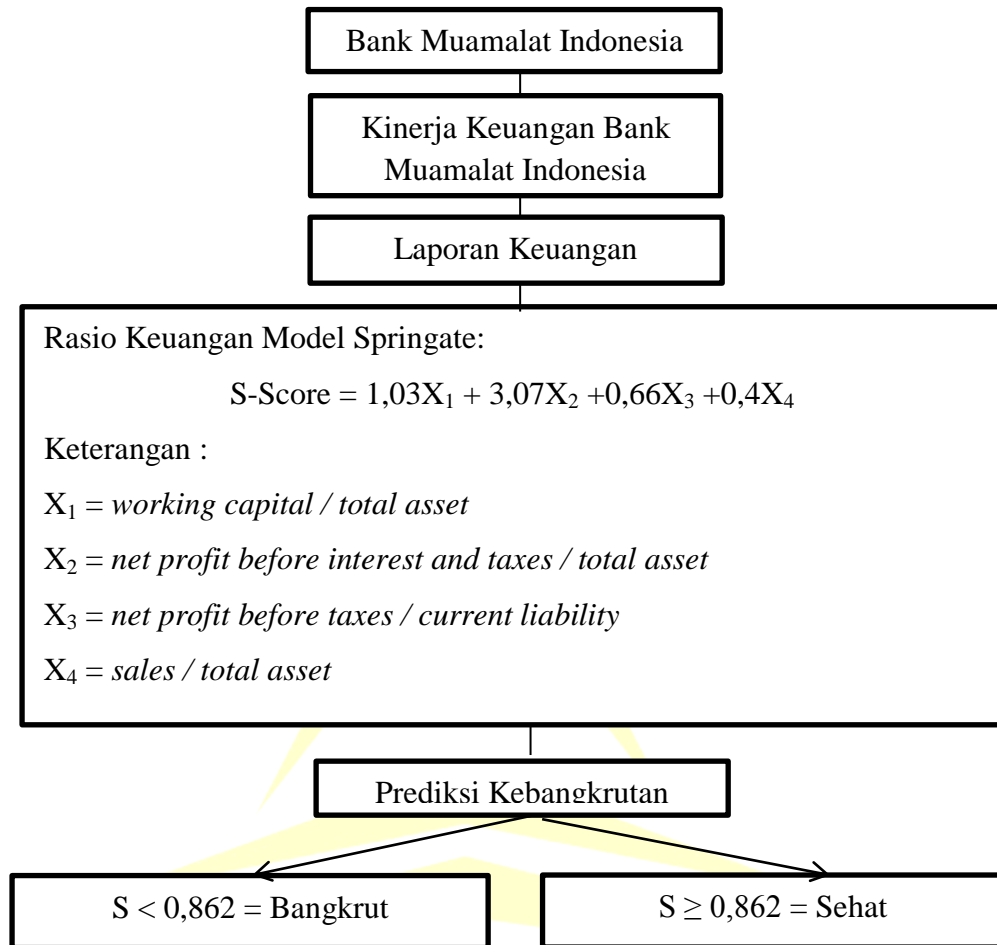 Bank Muamalat Indonesia
Kinerja Keuangan Bank
Muamalat Indonesia
Laporan Keuangan
Rasio Keuangan Model Springate:
S-Score = 1,03X₁ + 3,07X₂ +0,66X₃ +0,4X₄
Keterangan :
X₁ = working capital / total asset
X₂ = net profit before interest and taxes / total asset
X₃ = net profit before taxes / current liability
X₄ = sales / total asset
Prediksi Kebangkrutan
S < 0,862 = Bangkrut
S ≥ 0,862 = Sehat